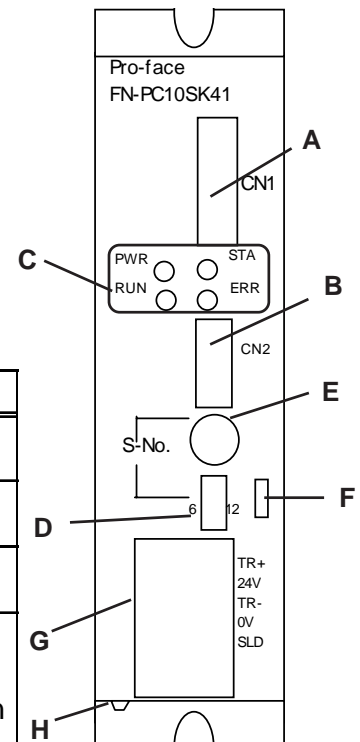 Pro-face
FN-PC10SK41
A
CN1
C
PWR
STA
RUN
ERR
B
CN2
E
S-No.
F
D
6
12
TR+
24V
TR-
0V
SLD
G
n
H